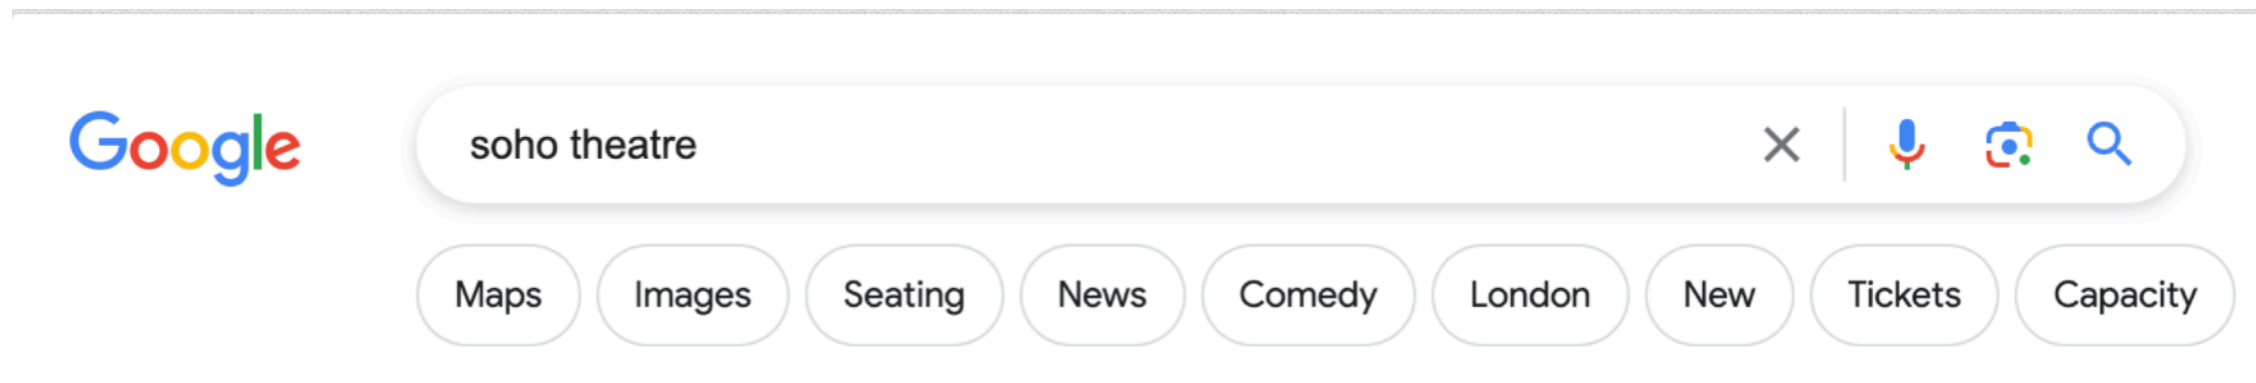 Google soho theatre
Maps Images Seating News Comedy London New Tickets Capacity